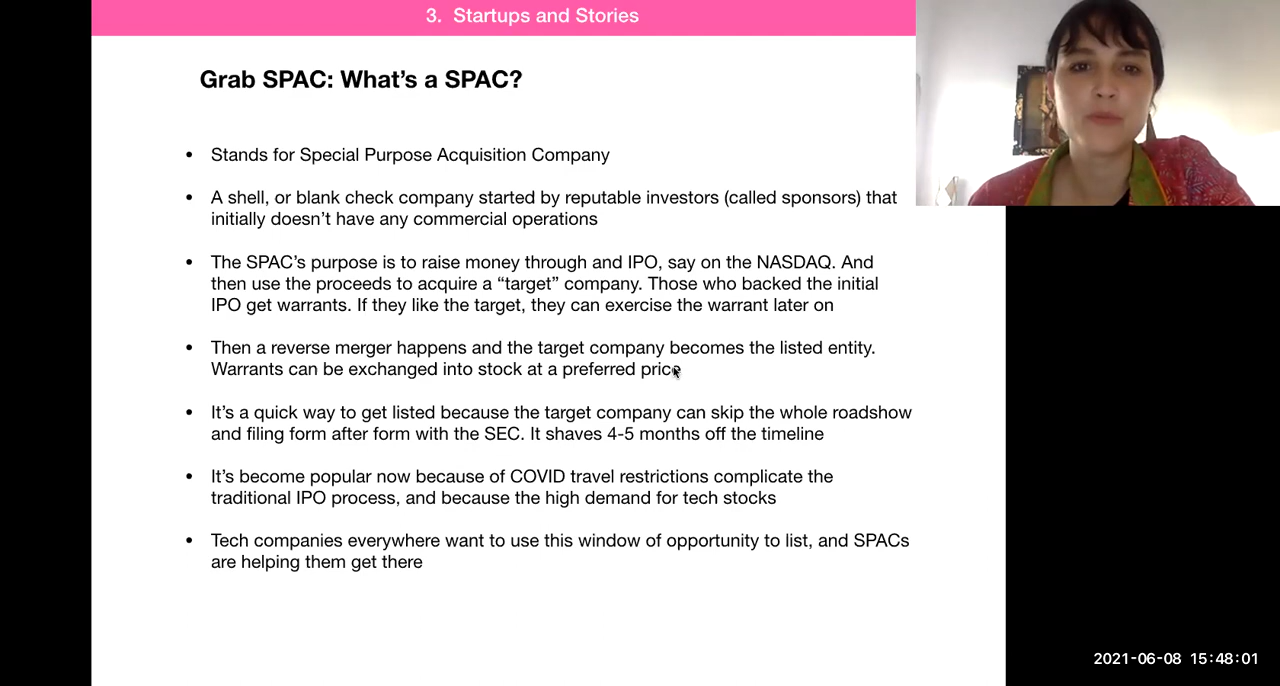 3. Startups and Stories
Grab SPAC: What's a SPAC?
• Stands for Special Purpose Acquisition Company
• A shell, or blank check company started by reputable investors (called sponsors) that
initially doesn't have any commercial operations
• The SPAC's purpose is to raise money through and IPO, say on the NASDAQ. And
then use the proceeds to acquire a “target” company. Those who backed the initial
IPO get warrants. If they like the target, they can exercise the warrant later on
• Then a reverse merger happens and the target company becomes the listed entity.
Warrants can be exchanged into stock at a preferred price
• It's a quick way to get listed because the target company can skip the whole roadshow
and filing form after form with the SEC. It shaves 4-5 months off the timeline
• It's become popular now because of COVID travel restrictions complicate the
traditional IPO process, and because the high demand for tech stocks
• Tech companies everywhere want to use this window of opportunity to list, and SPACs
are helping them get there
2021-06-08 15:48:01